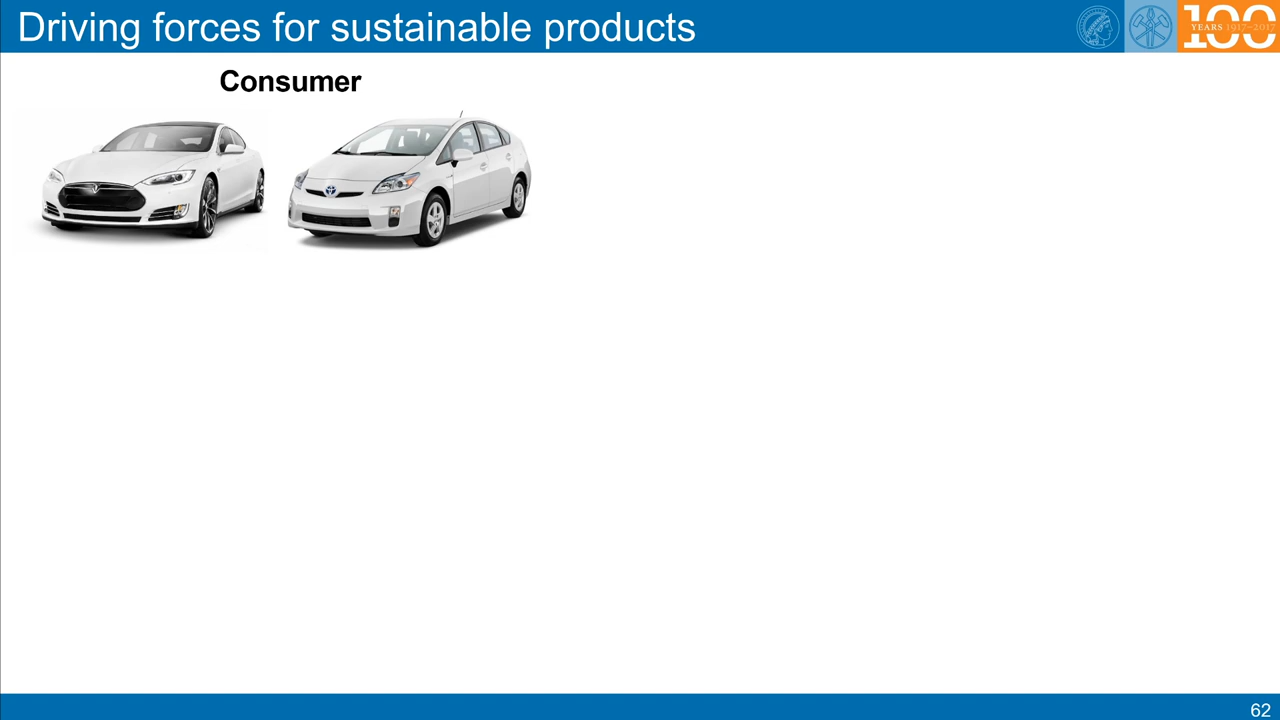 Driving forces for sustainable products
100
YEARS 1917–2017
Consumer
62